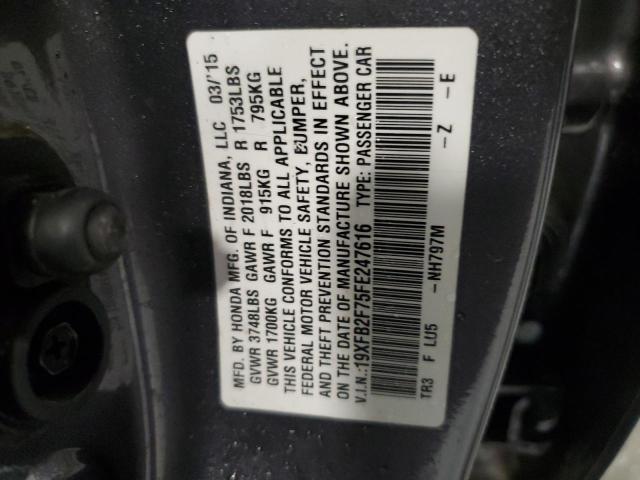 MFD. BY HONDA MFG. OF INDIANA, LLC 03/'15
GVWR 3748LBS GAWR F 2018LBS R 1753LBS
GVWR 1700KG GAWR F 915KG R 795KG
THIS VEHICLE CONFORMS TO ALL APPLICABLE
FEDERAL MOTOR VEHICLE SAFETY, BUMPER,
AND THEFT PREVENTION STANDARDS IN EFFECT
ON THE DATE OF MANUFACTURE SHOWN ABOVE.
V.I.N.:19XFB2F75FE247616 TYPE: PASSENGER CAR
TR3 F LU5 -NH797M -Z -E